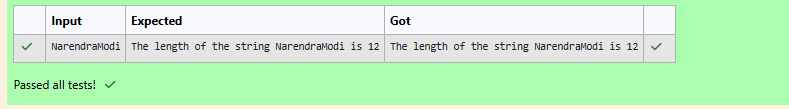 Input Expected Got
NarendraModi The length of the string NarendraModi is 12 The length of the string NarendraModi is 12
Passed all tests!